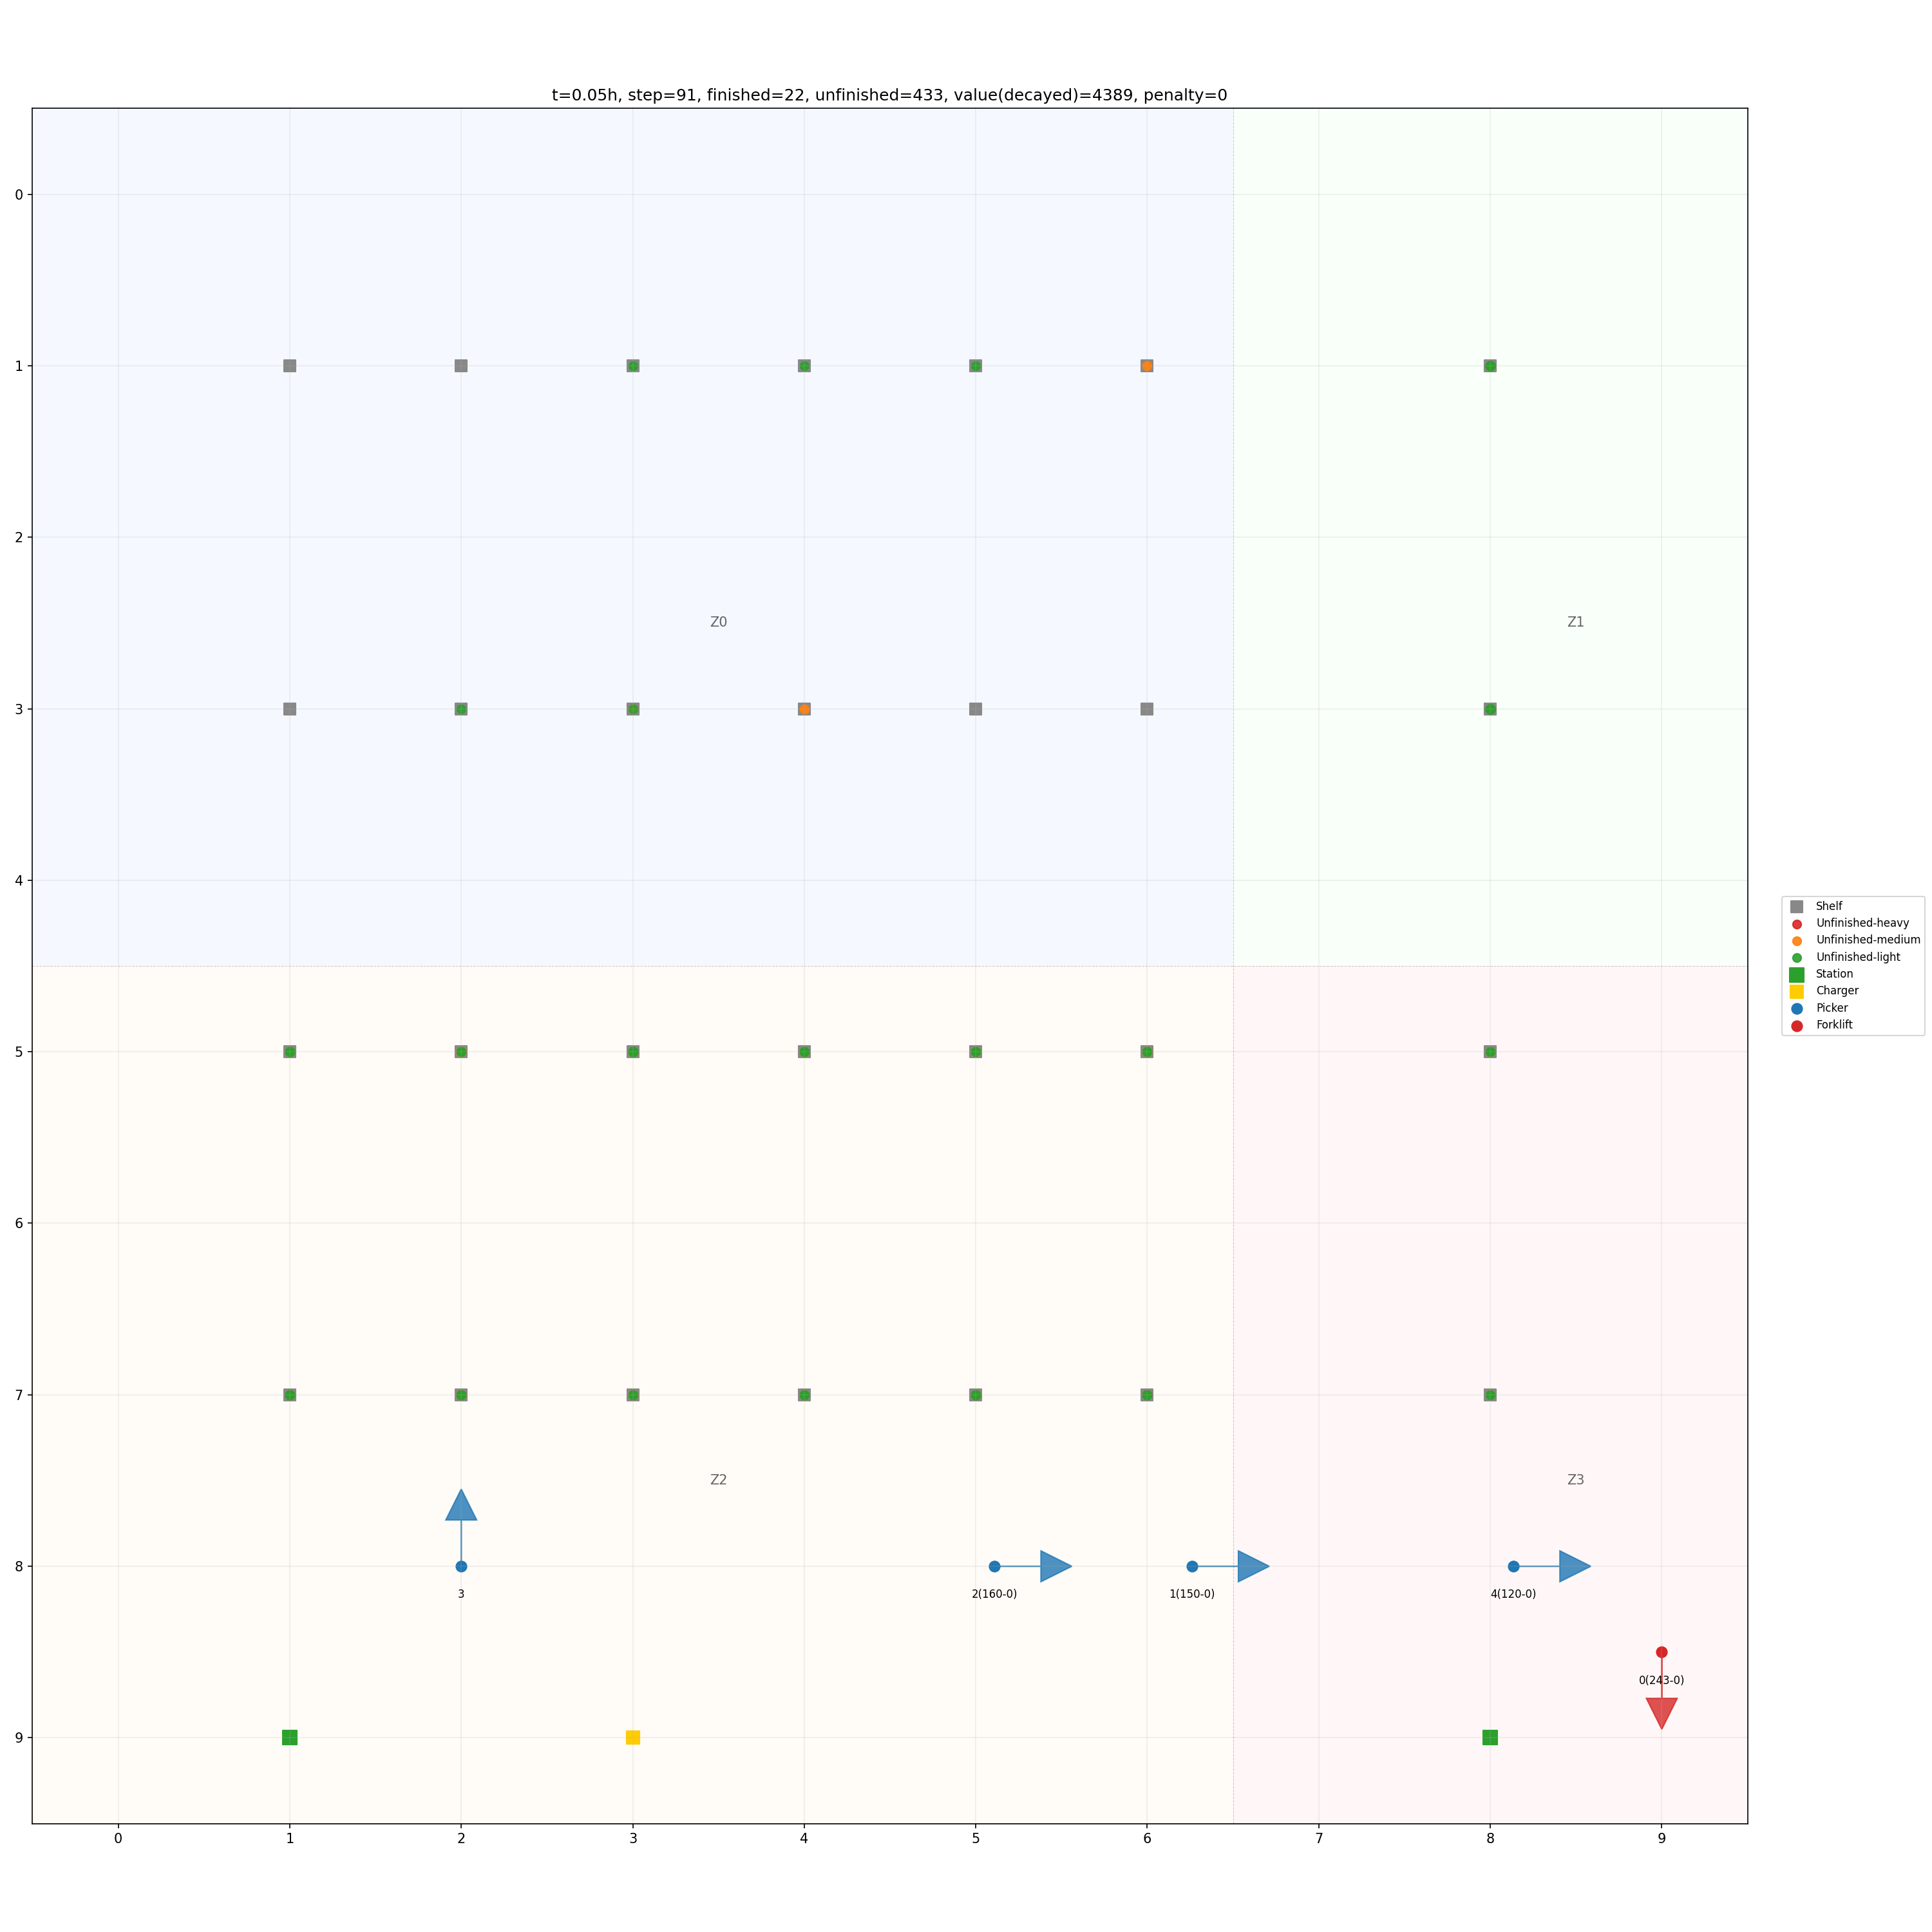 t=0.05h, step=91, finished=22, unfinished=433, value(decayed)=4389, penalty=0
0
1
2
Z0
Z1
3
4
Shelf
Unfinished-heavy
Unfinished-medium
Unfinished-light
Station
Charger
Picker
Forklift
5
6
7
Z2
Z3
8
3
2(160-0)
1(150-0)
4(120-0)
0(243-0)
9
0
1
2
3
4
5
6
7
8
9